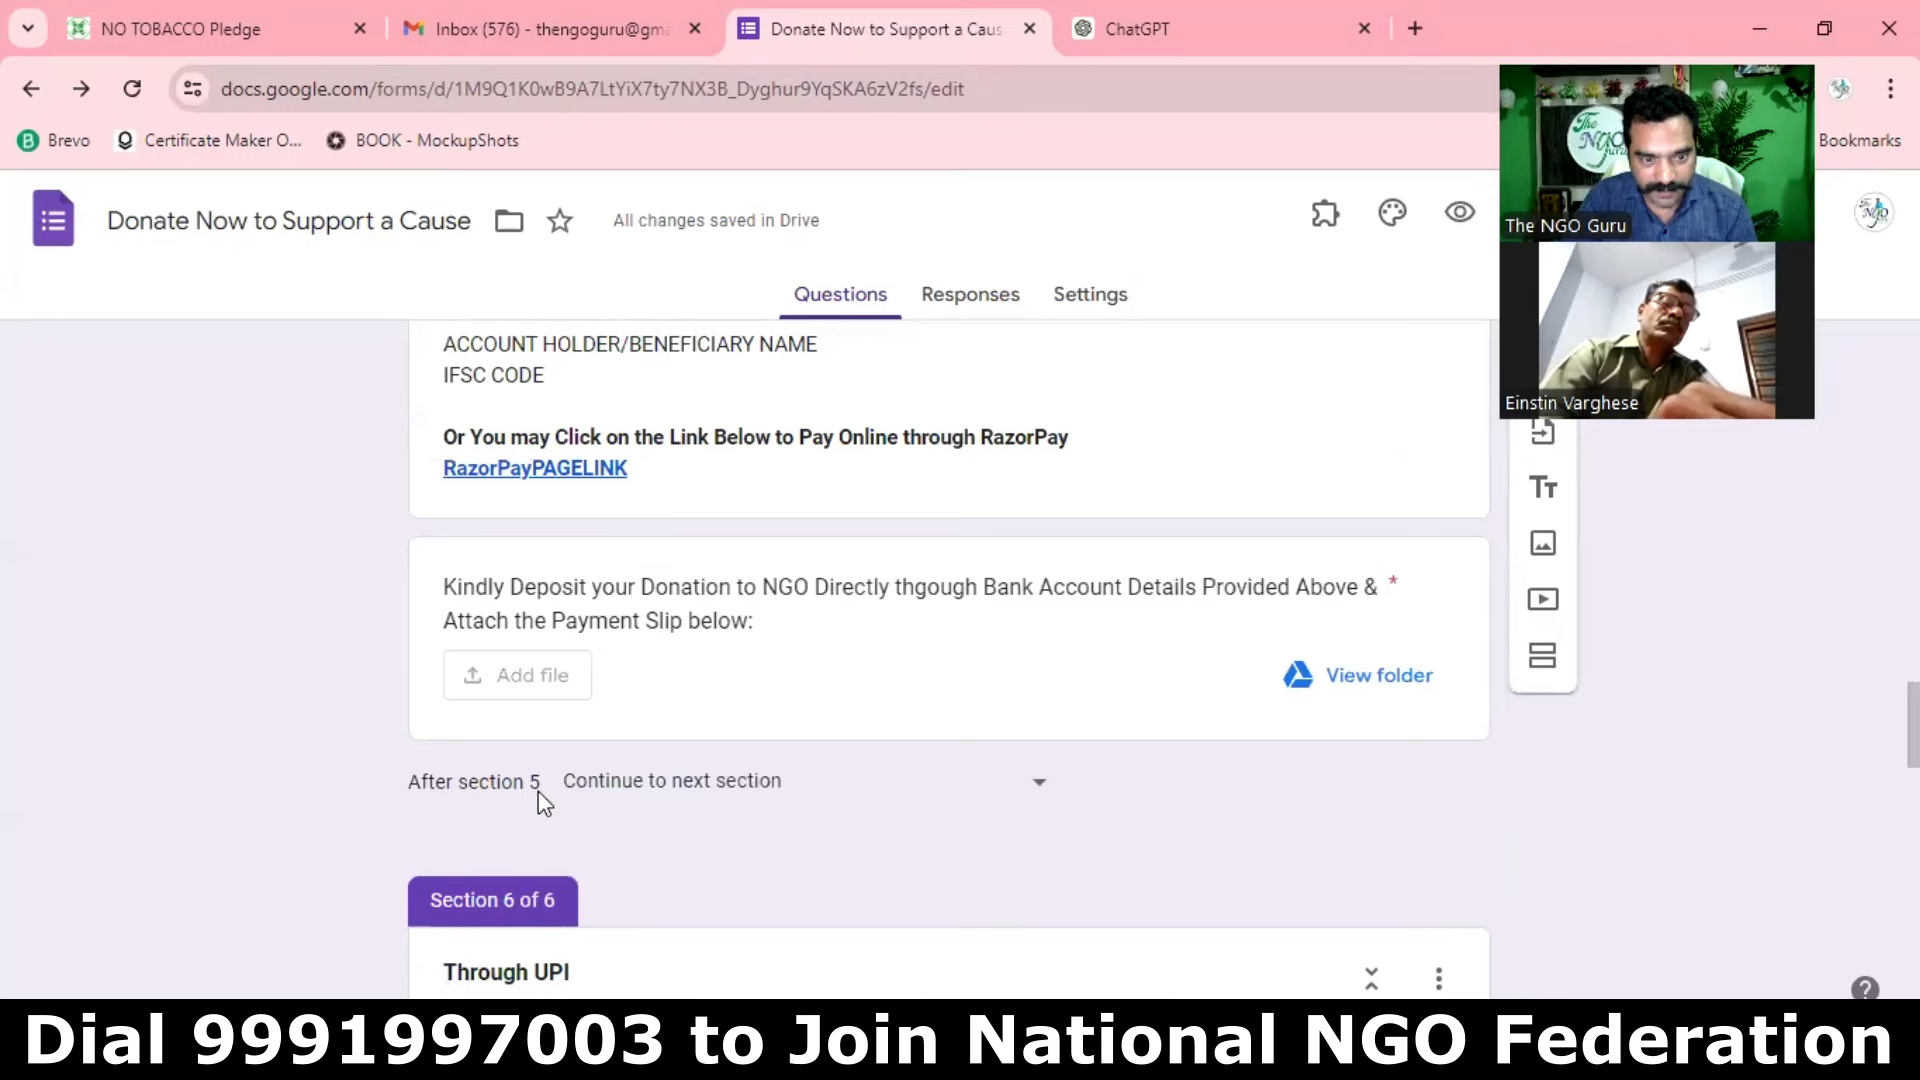 NO TOBACCO Pledge
Inbox (576) - thengoguru@gma
Donate Now to Support a Caus
ChatGPT
docs.google.com/forms/d/1M9Q1K0wB9A7LtYiX7ty7NX3B_Dyghur9YqSKA6zV2fs/edit
Brevo
Certificate Maker O...
BOOK - MockupShots
Bookmarks
The NGO Guru
Donate Now to Support a Cause
All changes saved in Drive
The NGO Guru
Questions
Responses
Settings
ACCOUNT HOLDER/BENEFICIARY NAME
IFSC CODE
Einstin Varghese
Or You may Click on the Link Below to Pay Online through RazorPay
RazorPayPAGELINK
Kindly Deposit your Donation to NGO Directly thgough Bank Account Details Provided Above & *
Attach the Payment Slip below:
Add file
View folder
After section 5
Continue to next section
Section 6 of 6
Through UPI
Dial 9991997003 to Join National NGO Federation